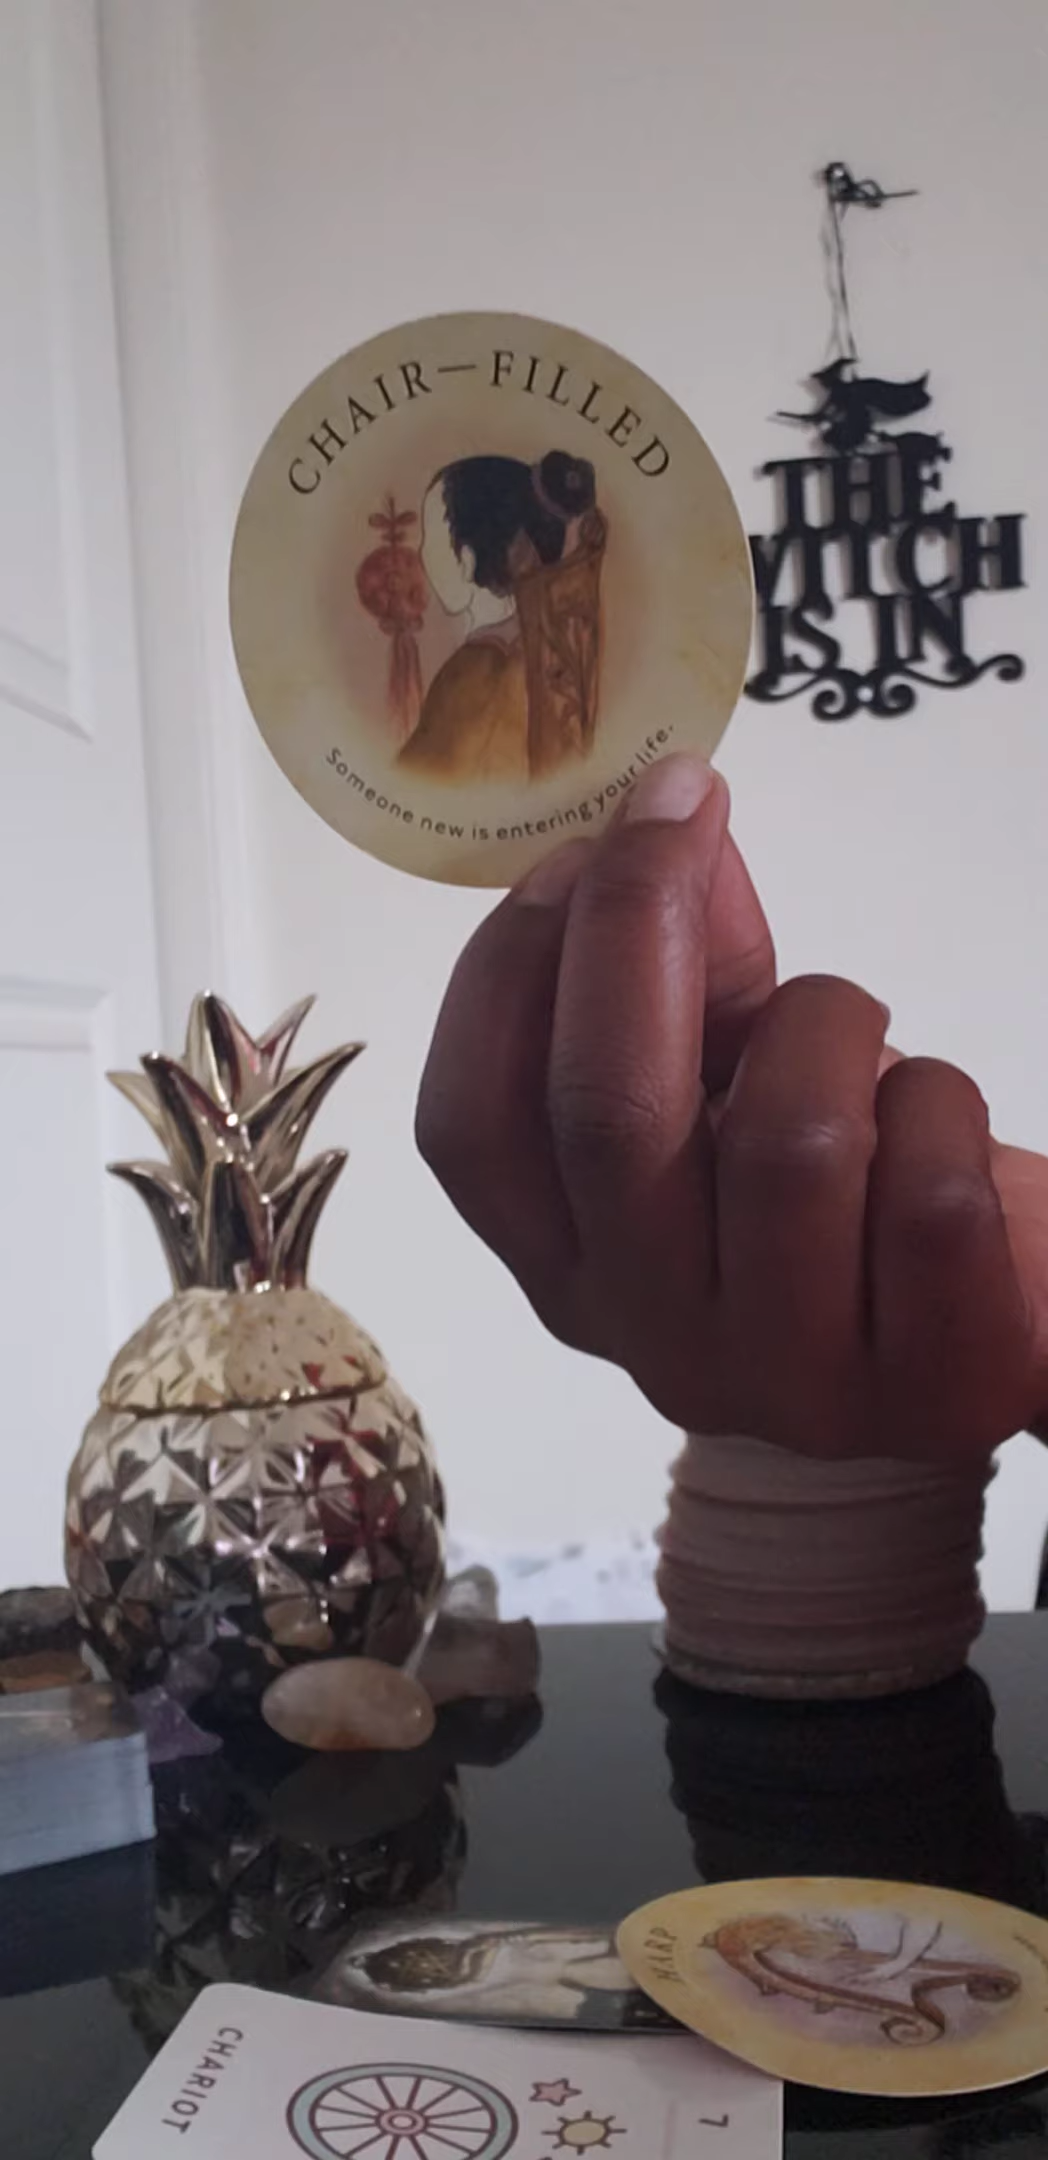 CHAIR—FILLED
Someone new is entering your life.
THE
WITCH
IS IN
HARP
CHARIOT
7